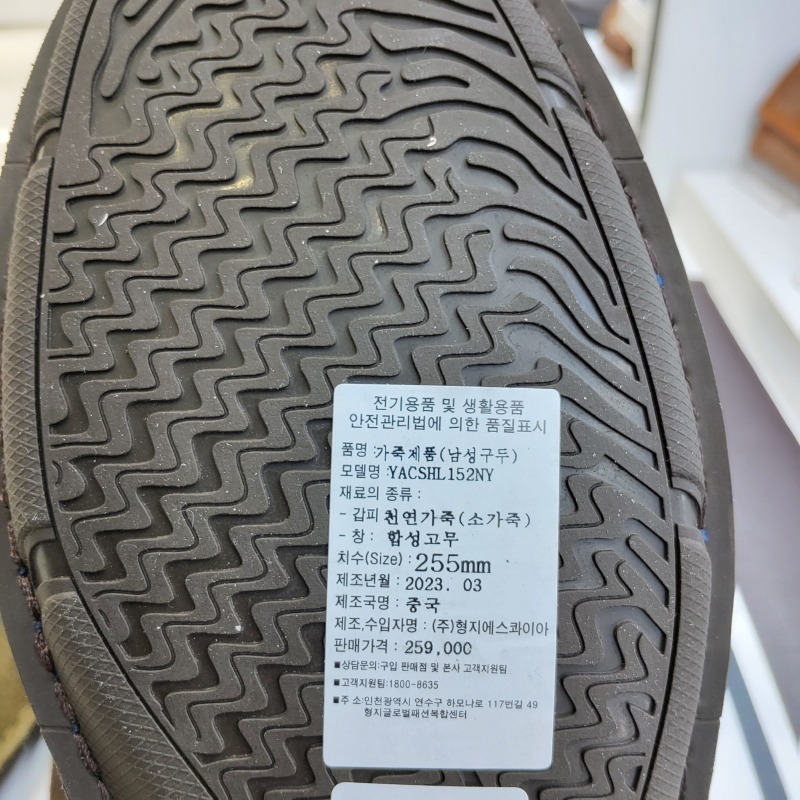 전기용품 및 생활용품
안전관리법에 의한 품질표시
품명 : 가죽제품(남성구두)
모델명 : YACSHL152NY
재료의 종류 :
- 갑피 천연가죽(소가죽)
- 창 : 합성고무
치수(Size) : 255mm
제조년월 : 2023. 03
제조국명 : 중국
제조,수입자명 : (주)형지에스콰이아
판매가격 : 259,000
■상담문의:구입 판매점 및 본사 고객지원팀
■고객지원팀:1800-8635
■주 소:인천광역시 연수구 하모니로 117번길 49
형지글로벌패션복합센터